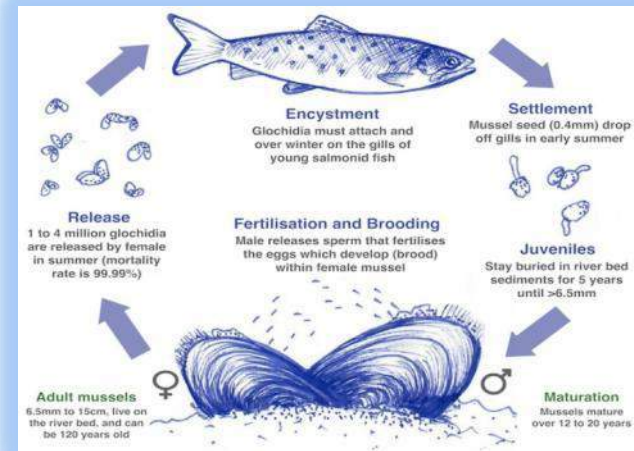 Encystment
Glochidia must attach and
over winter on the gills of
young salmonid fish
Settlement
Mussel seed (0.4mm) drop
off gills in early summer
Juveniles
Stay buried in river bed
sediments for 5 years
until >6.5mm
Maturation
Mussels mature
over 12 to 20 years
Fertilisation and Brooding
Male releases sperm that fertilises
the eggs which develop (brood)
within female mussel
♀
♂
Adult mussels
6.5mm to 15cm, live on
the river bed, and can
be 120 years old
Release
1 to 4 million glochidia
are released by female
in summer (mortality
rate is 99.99%)